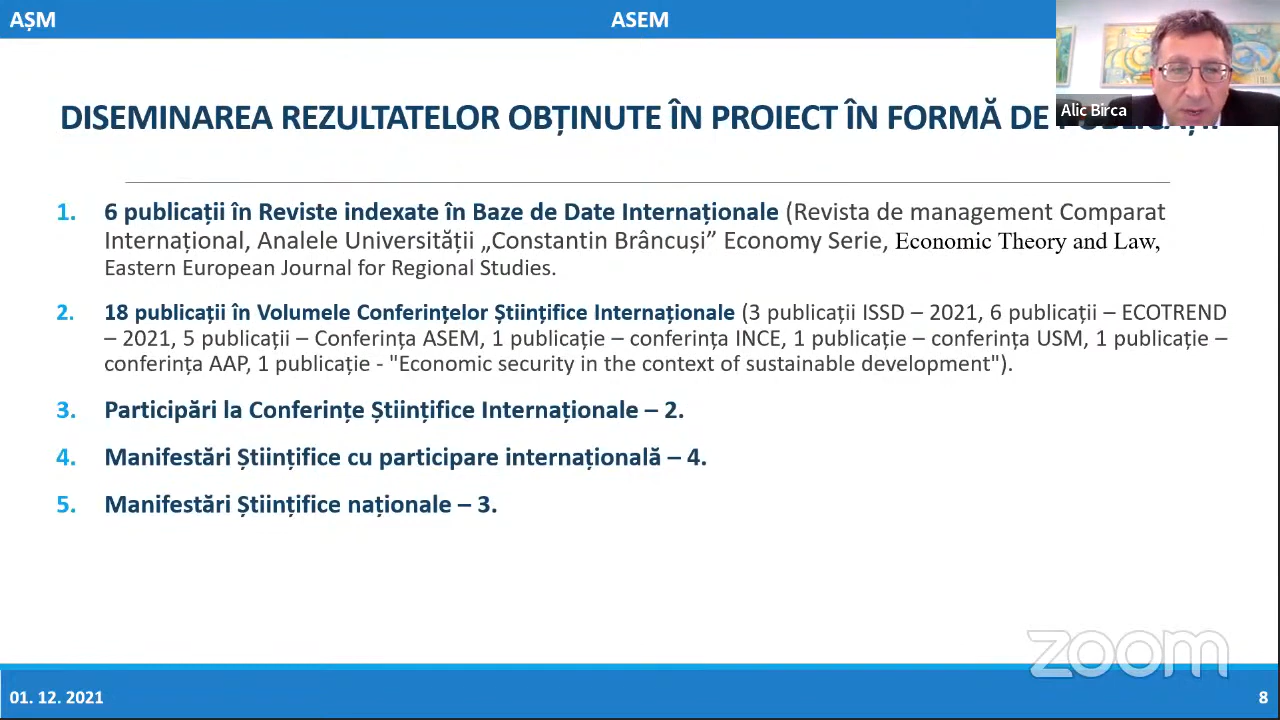 AȘM
ASEM
DISEMINAREA REZULTATELOR OBȚINUTE ÎN PROIECT ÎN FORMĂ DE
Alic Bîrca
1. 6 publicații în Reviste indexate în Baze de Date Internaționale (Revista de management Comparat
Internațional, Analele Universității „Constantin Brâncuși” Economy Serie, Economic Theory and Law,
Eastern European Journal for Regional Studies.
2. 18 publicații în Volumele Conferințelor Științifice Internaționale (3 publicații ISSD – 2021, 6 publicații – ECOTREND
– 2021, 5 publicații – Conferința ASEM, 1 publicație – conferința INCE, 1 publicație – conferința USM, 1 publicație –
conferința AAP, 1 publicație - "Economic security in the context of sustainable development").
3. Participări la Conferințe Științifice Internaționale – 2.
4. Manifestări Științifice cu participare internațională – 4.
5. Manifestări Științifice naționale – 3.
zoom
01. 12. 2021
8